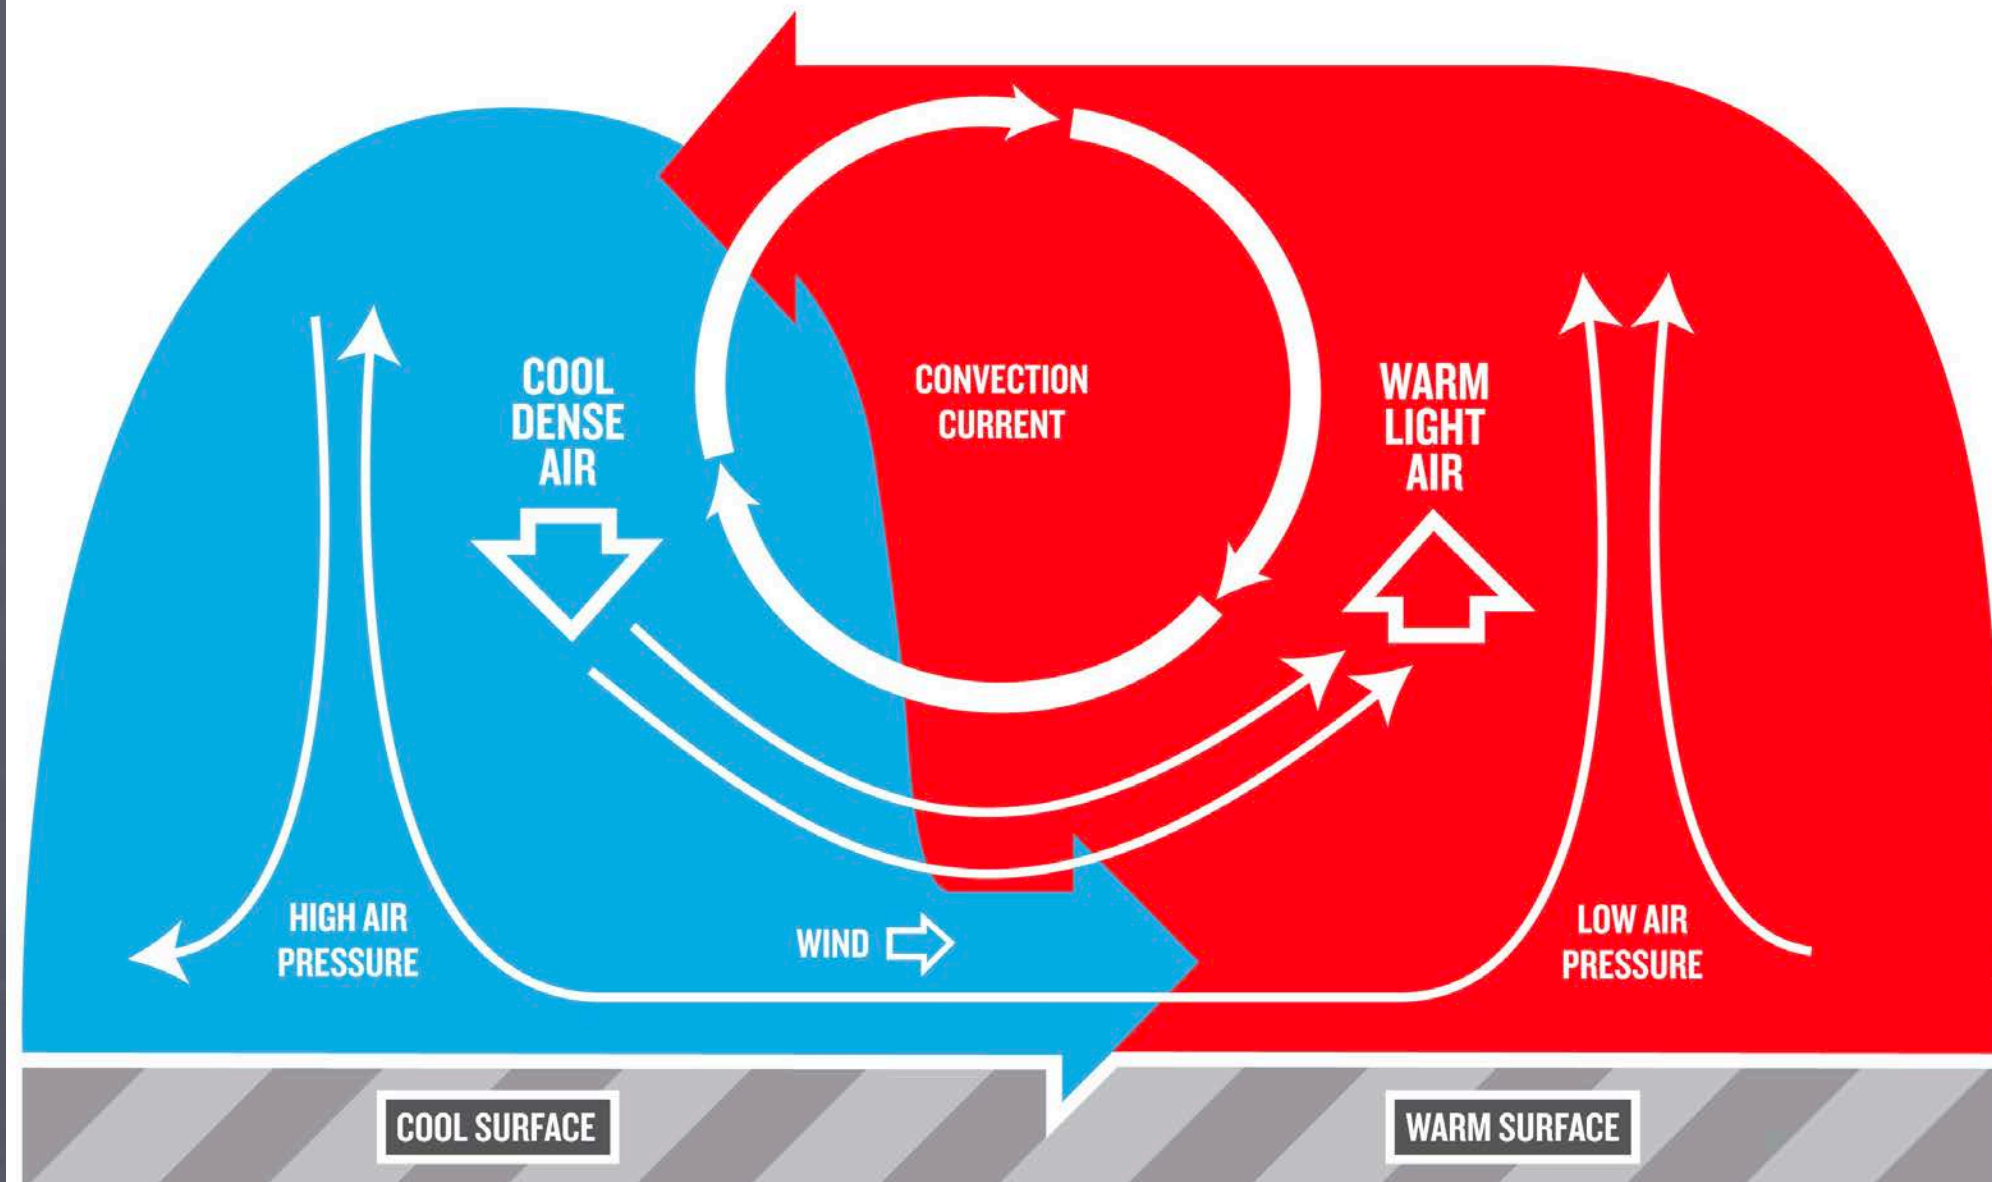 COOL
DENSE
AIR
CONVECTION
CURRENT
WARM
LIGHT
AIR
HIGH AIR
PRESSURE
WIND
LOW AIR
PRESSURE
COOL SURFACE
WARM SURFACE